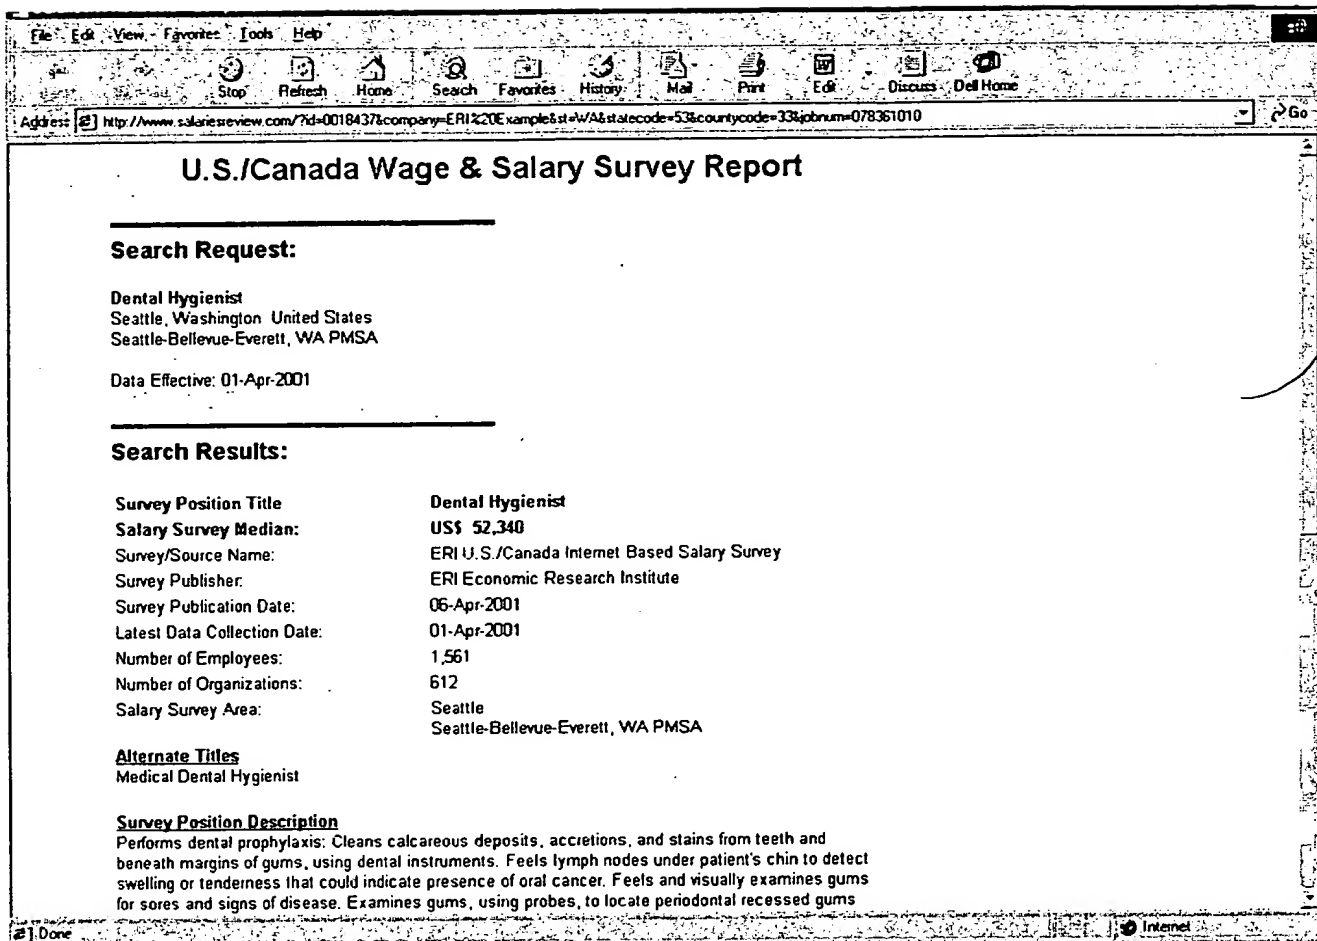 File Edit View Favorites Tools Help
Stop Refresh Home Search Favorites History Mail Print Edit Discuss Dell Home
Address http://www.salariesreview.com/?id=0018437&company=ERI%20Example&st=WA&statecode=53&countycode=33&jobnum=078361010 Go
U.S./Canada Wage & Salary Survey Report
Search Request:
Dental Hygienist
Seattle, Washington United States
Seattle-Bellevue-Everett, WA PMSA
Data Effective: 01-Apr-2001
Search Results:
Survey Position Title Dental Hygienist
Salary Survey Median: US$ 52,340
Survey/Source Name: ERI U.S./Canada Internet Based Salary Survey
Survey Publisher: ERI Economic Research Institute
Survey Publication Date: 06-Apr-2001
Latest Data Collection Date: 01-Apr-2001
Number of Employees: 1,561
Number of Organizations: 612
Salary Survey Area: Seattle
Seattle-Bellevue-Everett, WA PMSA
Alternate Titles
Medical Dental Hygienist
Survey Position Description
Performs dental prophylaxis: Cleans calcareous deposits, accretions, and stains from teeth and
beneath margins of gums, using dental instruments. Feels lymph nodes under patient's chin to detect
swelling or tenderness that could indicate presence of oral cancer. Feels and visually examines gums
for sores and signs of disease. Examines gums, using probes, to locate periodontal recessed gums
Done Internet